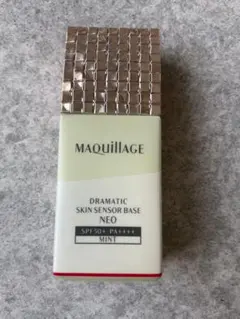 MAQuillAGE
DRAMATIC
SKIN SENSOR BASE
NEO
SPF50+ PA++++
MINT